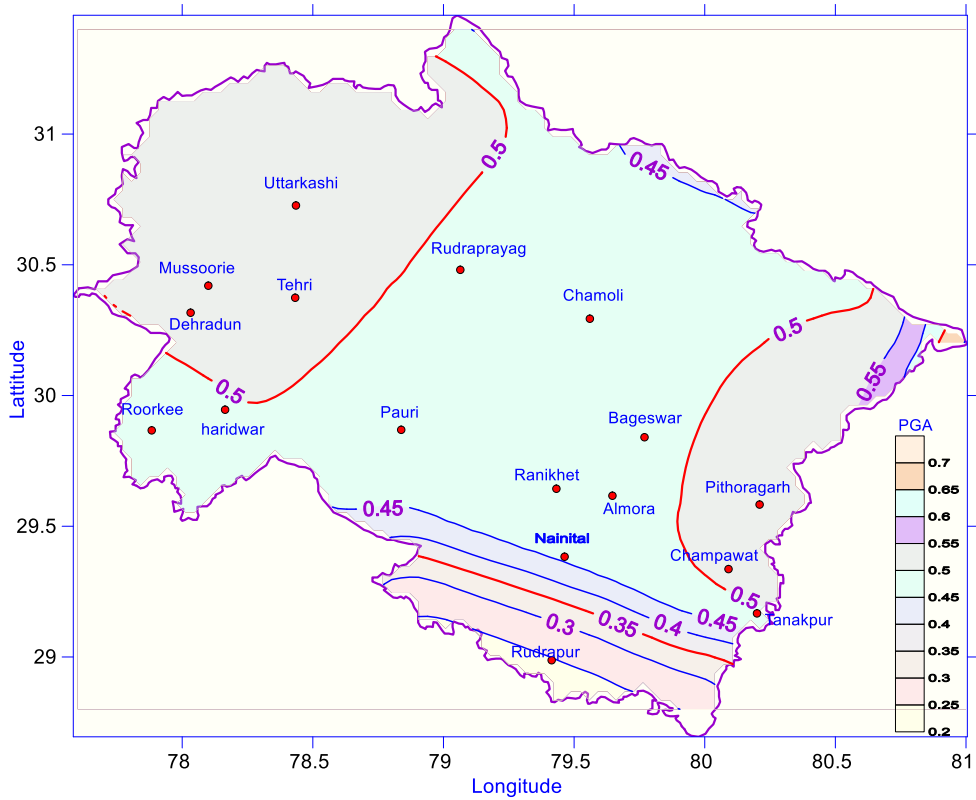 31
0.5
0.45
Uttarkashi
Rudraprayag
30.5
Mussoorie
Tehri
Chamoli
Dehradun
0.5
0.55
30
0.5
Roorkee
haridwar
Pauri
Bageswar
PGA
0.7
0.65
0.6
0.55
0.5
0.45
0.4
0.35
0.3
0.25
0.2
Ranikhet
Almora
Pithoragarh
0.45
29.5
Nainital
Champawat
0.5
Tanakpur
0.3
0.35
0.4
0.45
29
Rudrapur
78
78.5
79
79.5
80
80.5
81
Longitude
Lattitude